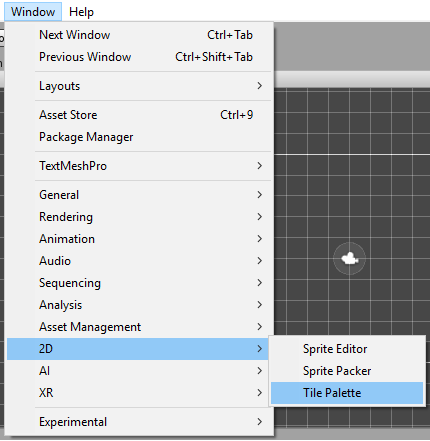 Window Help
Next Window Ctrl+Tab
Previous Window Ctrl+Shift+Tab
Layouts
Asset Store Ctrl+9
Package Manager
TextMeshPro
General
Rendering
Animation
Audio
Sequencing
Analysis
Asset Management
2D
Sprite Editor
AI
Sprite Packer
XR
Tile Palette
Experimental